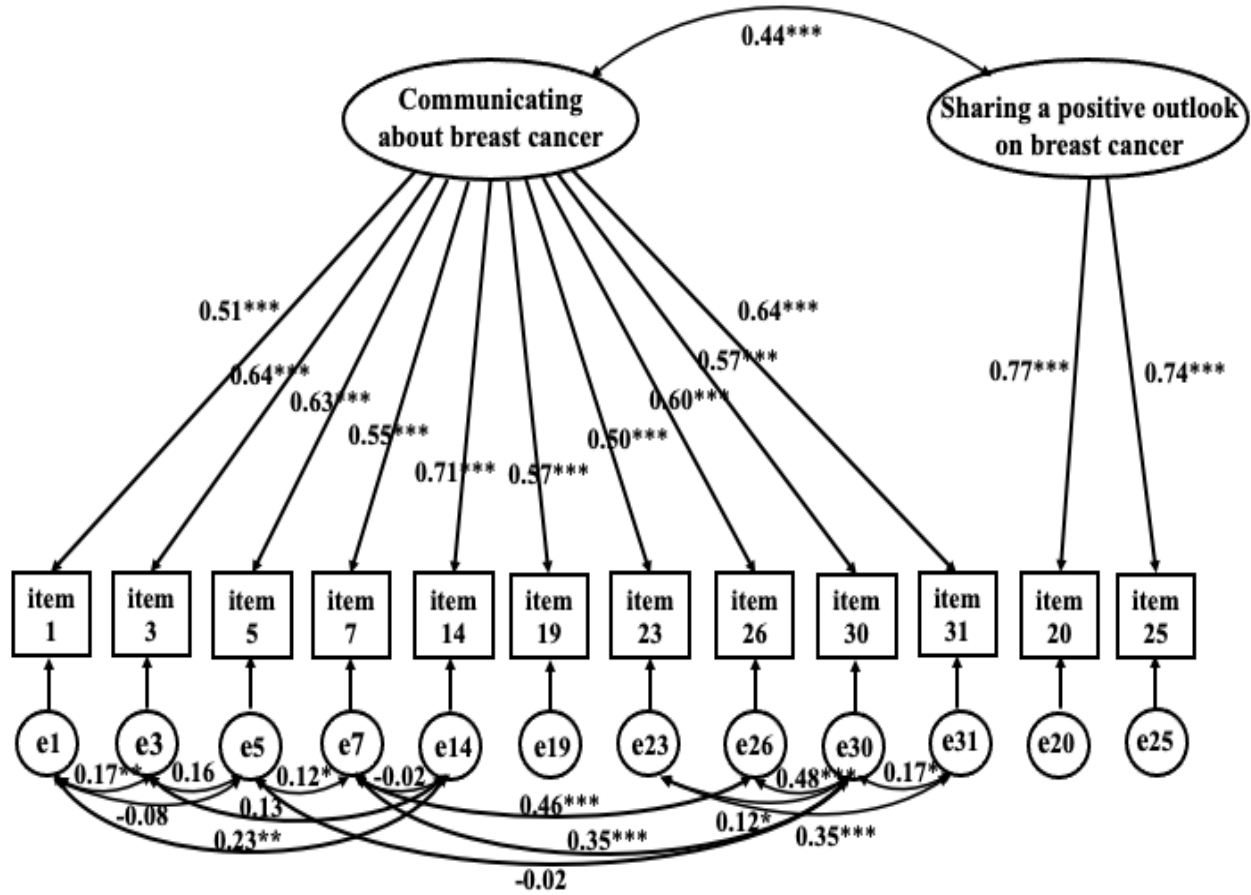 0.44***
Communicating
about breast cancer
Sharing a positive outlook
on breast cancer
0.51***
0.64***
0.64***
0.57***
0.63***
0.60***
0.77***
0.74***
0.55***
0.50***
0.71***
0.57***
item
1
item
3
item
5
item
7
item
14
item
19
item
23
item
26
item
30
item
31
item
20
item
25
e1
e3
e5
e7
e14
e19
e23
e26
e30
e31
e20
e25
0.17**
0.16
0.12*
-0.02
0.48***
0.17*
-0.08
0.13
0.46***
0.12*
0.35***
0.23**
0.35***
-0.02